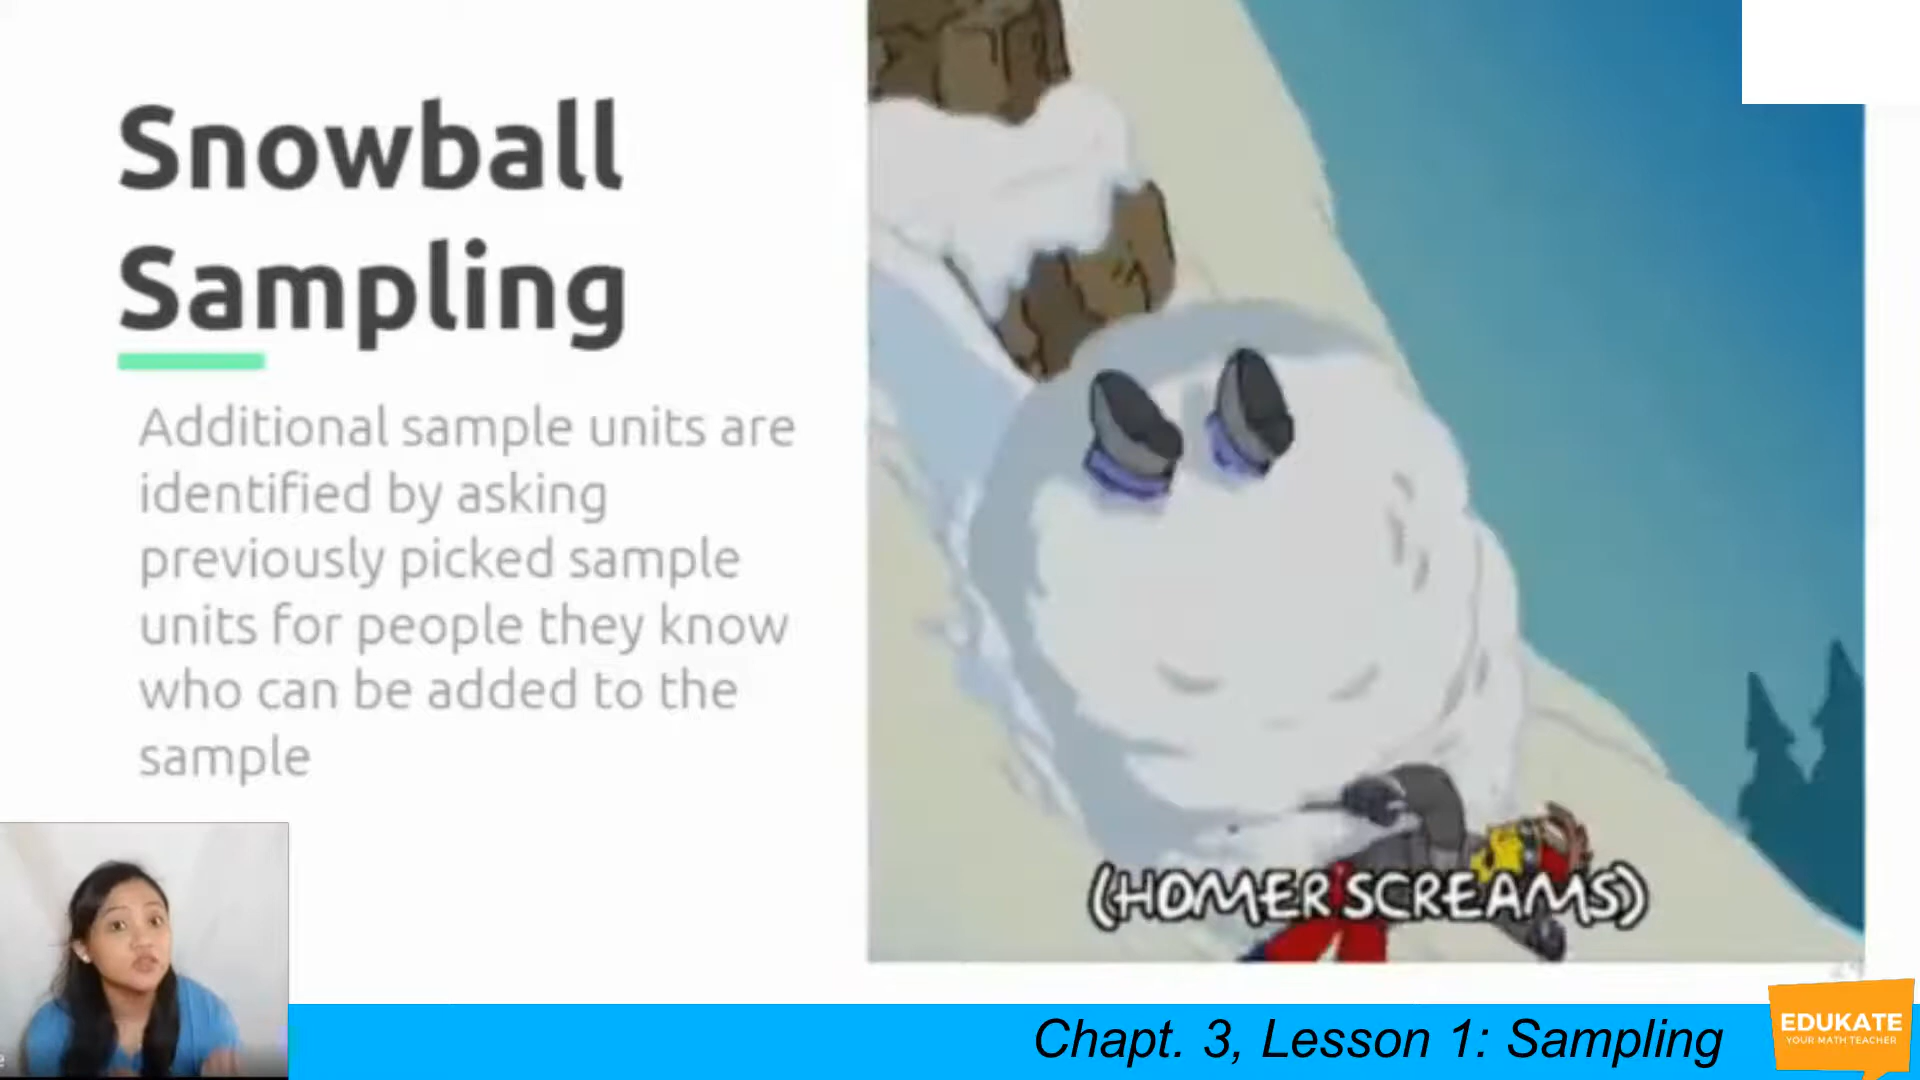 Snowball
Sampling
Additional sample units are
identified by asking
previously picked sample
units for people they know
who can be added to the
sample
(HOMER SCREAMS)
Chapt. 3, Lesson 1: Sampling
EDUKATE
YOUR MATH TEACHER